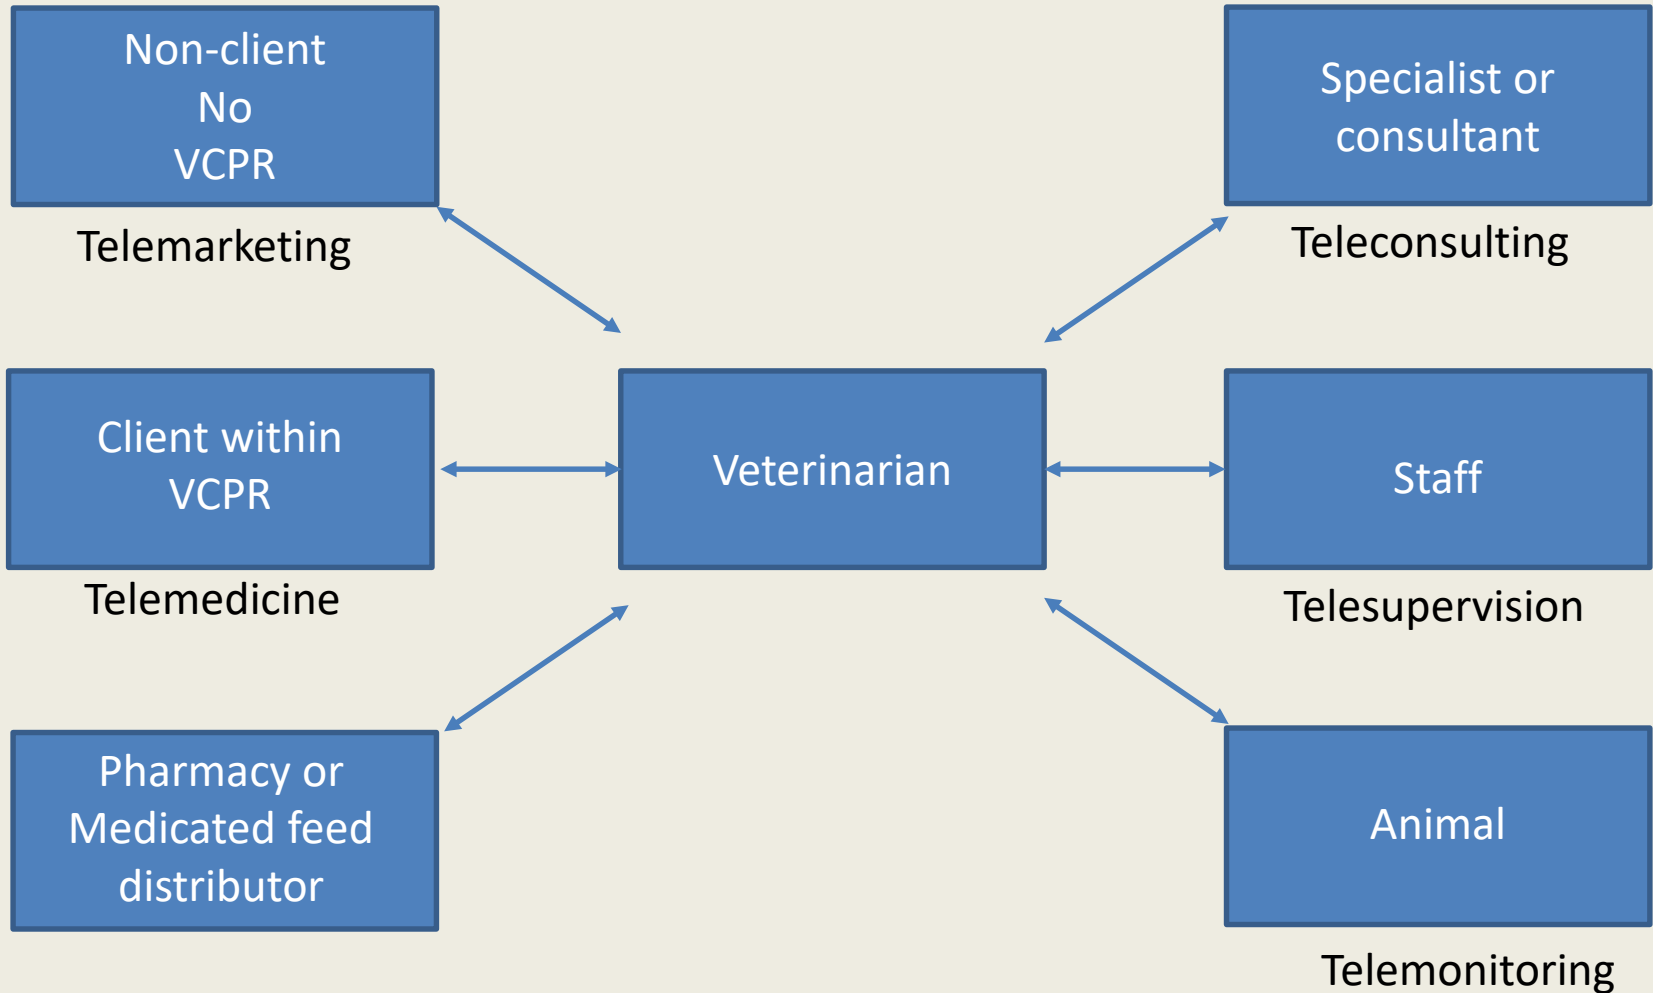 Non-client
No
VCPR
Telemarketing
Specialist or
consultant
Teleconsulting
Client within
VCPR
Telemedicine
Veterinarian
Staff
Telesupervision
Pharmacy or
Medicated feed
distributor
Animal
Telemonitoring